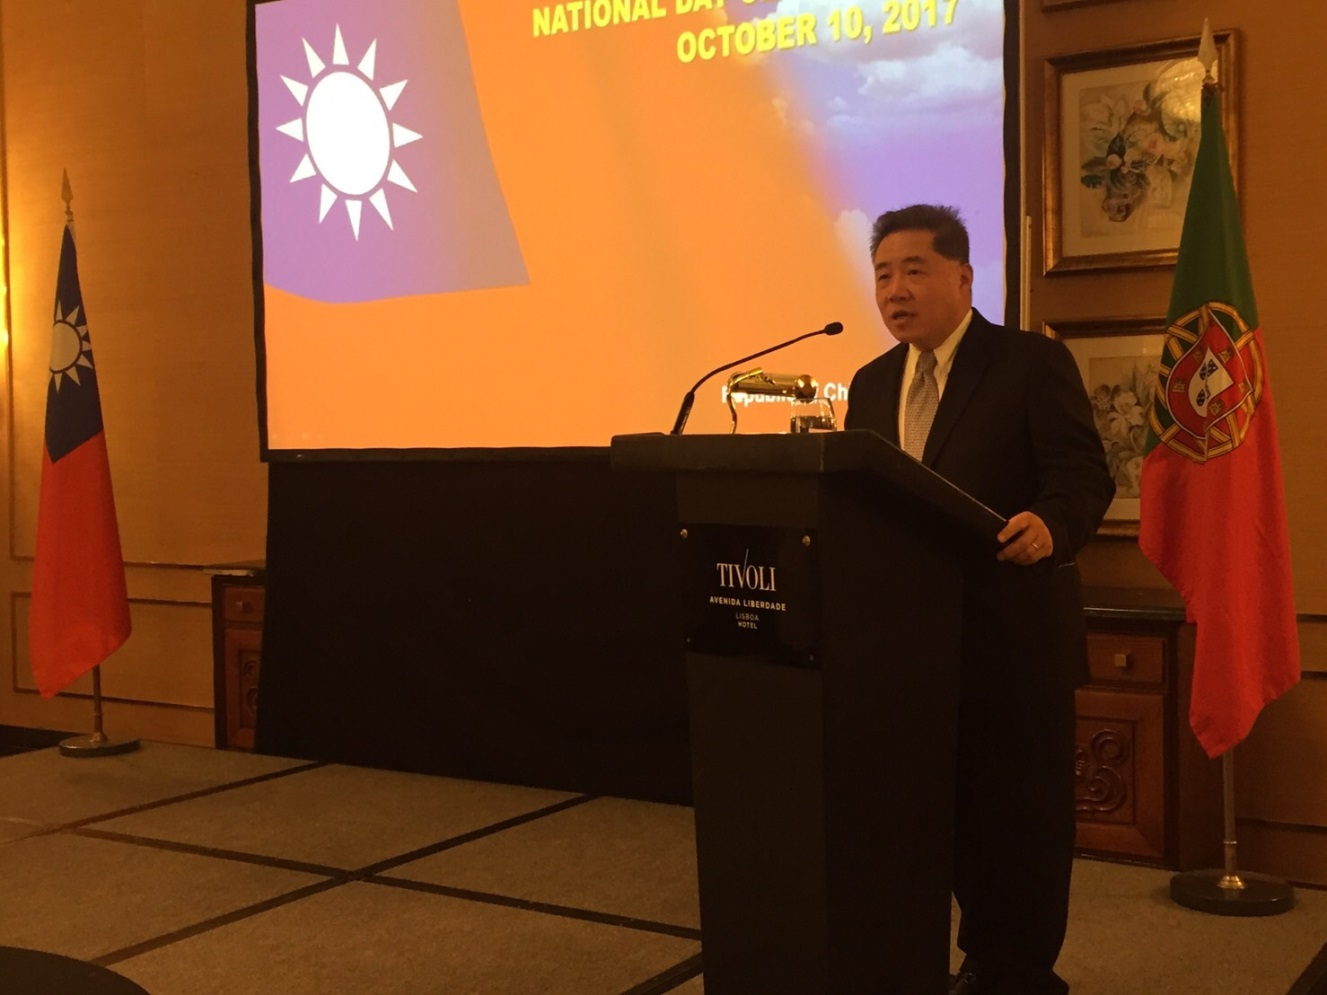 NATIONAL DAY
OCTOBER 10, 2017
TIVOLI
AVENIDA LIBERDADE
LISBOA
HOTEL